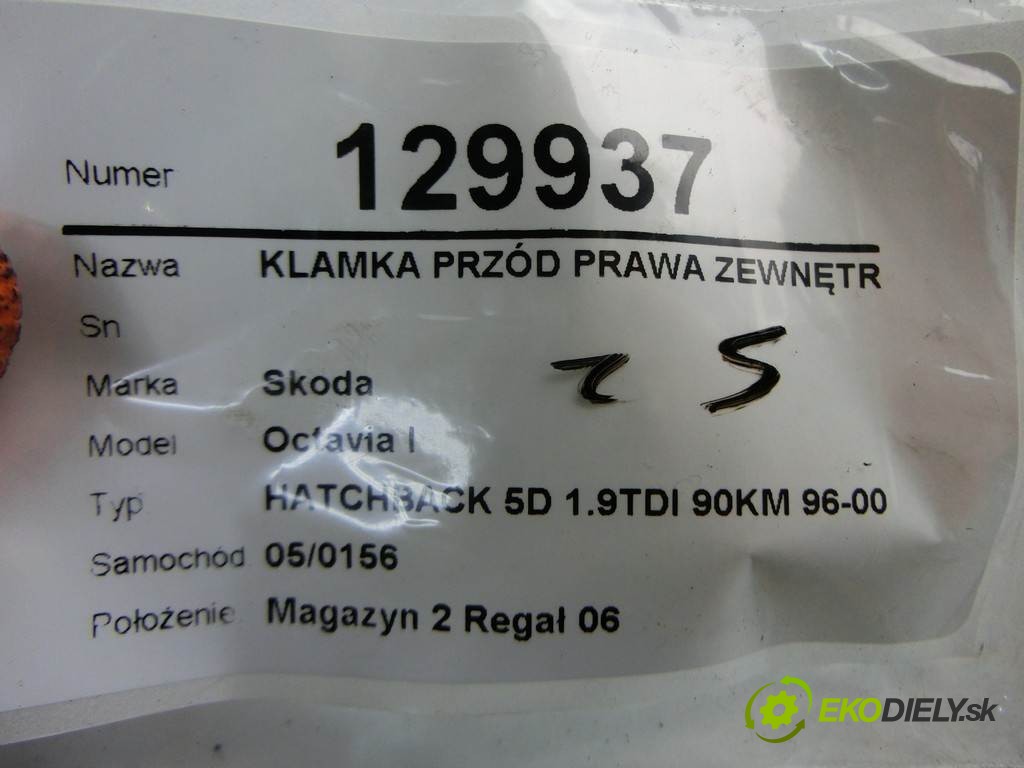 Numer 129937
Nazwa KLAMKA PRZÓD PRAWA ZEWNĘTR
Sn
Marka Skoda
Model Octavia I
Typ HATCHBACK 5D 1.9TDI 90KM 96-00
Samochód 05/0156
Położenie Magazyn 2 Regał 06
EKODIELY.sk